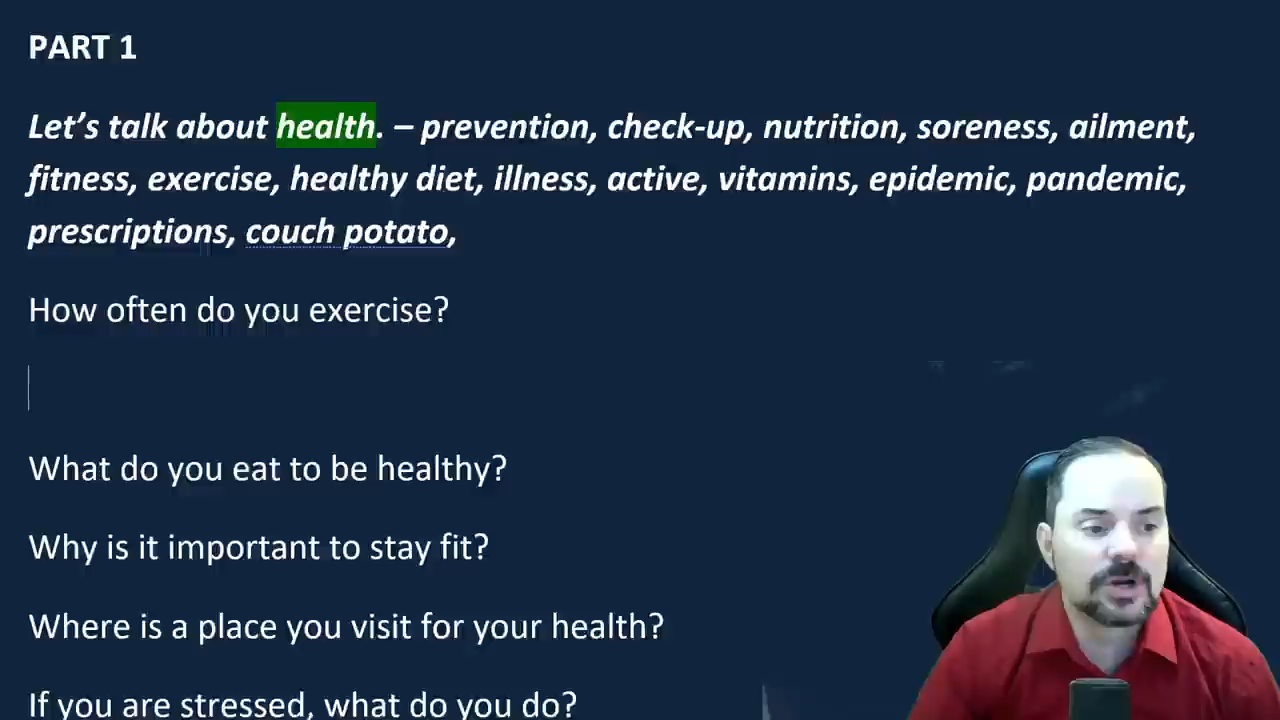 PART 1
Let’s talk about health. – prevention, check-up, nutrition, soreness, ailment,
fitness, exercise, healthy diet, illness, active, vitamins, epidemic, pandemic,
prescriptions, couch potato,
How often do you exercise?
What do you eat to be healthy?
Why is it important to stay fit?
Where is a place you visit for your health?
If you are stressed, what do you do?